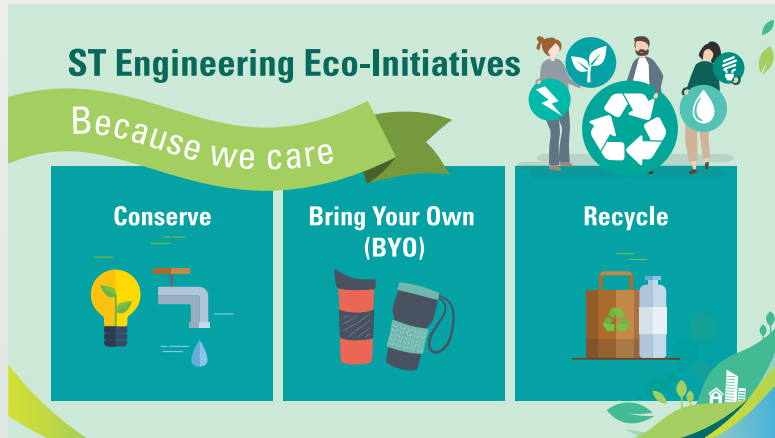 ST Engineering Eco-Initiatives
Because we care
Conserve
Bring Your Own
(BYO)
Recycle